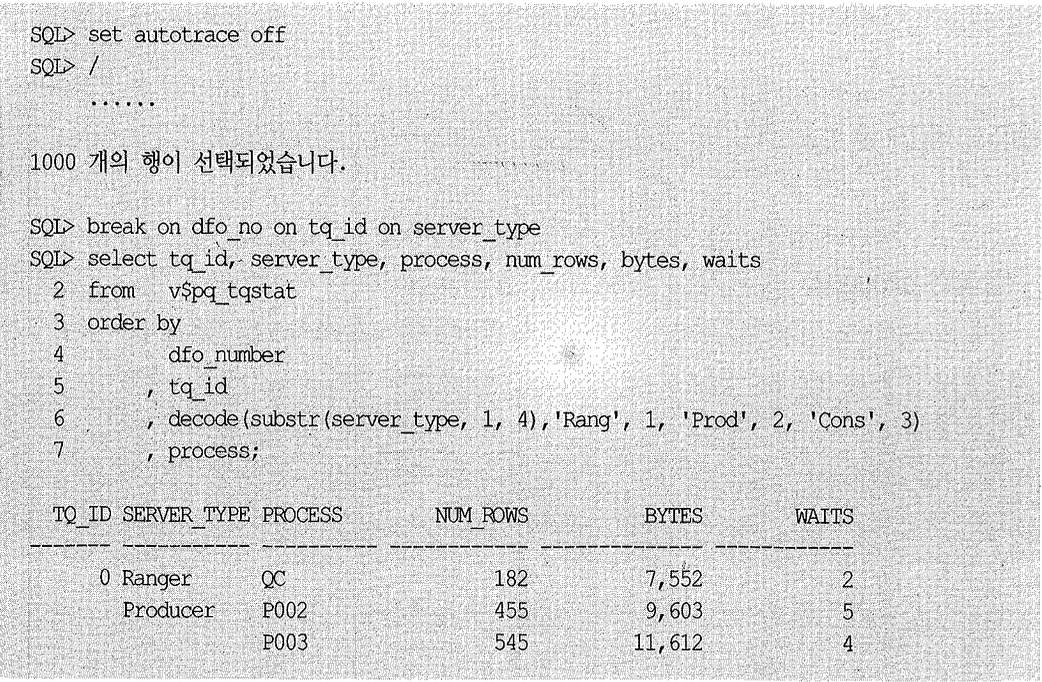 SQL> set autotrace off
SQL> /
......
1000 개의 행이 선택되었습니다.
SQL> break on dfo_no on tq_id on server_type
SQL> select tq_id, server_type, process, num_rows, bytes, waits
2 from v$pq_tqstat
3 order by
4 dfo_number
5 , tq_id
6 , decode(substr(server_type, 1, 4),'Rang', 1, 'Prod', 2, 'Cons', 3)
7 , process;
TQ_ID SERVER_TYPE PROCESS NUM_ROWS BYTES WAITS
------- ----------- ---------- ------------ -------------- ------------
0 Ranger QC 182 7,552 2
Producer P002 455 9,603 5
P003 545 11,612 4